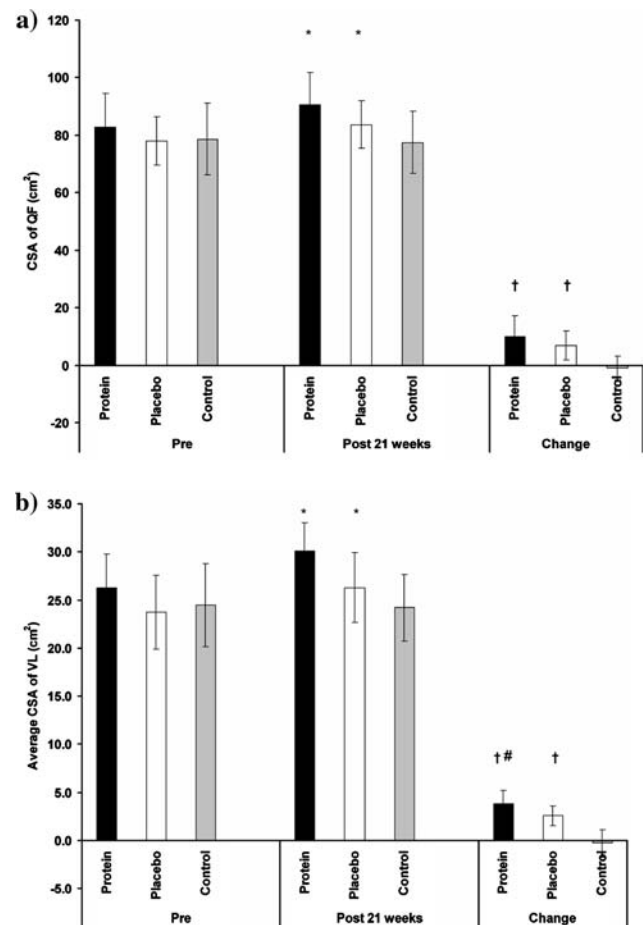 a)
120
*
*
100
80
60
CSA of QF (cm²)
40
20
†
†
0
-20
Protein
Placebo
Control
Protein
Placebo
Control
Protein
Placebo
Control
Pre
Post 21 weeks
Change
b)
35.0
*
*
30.0
25.0
20.0
Average CSA of VL (cm²)
15.0
10.0
†#
†
5.0
0.0
-5.0
Protein
Placebo
Control
Protein
Placebo
Control
Protein
Placebo
Control
Pre
Post 21 weeks
Change